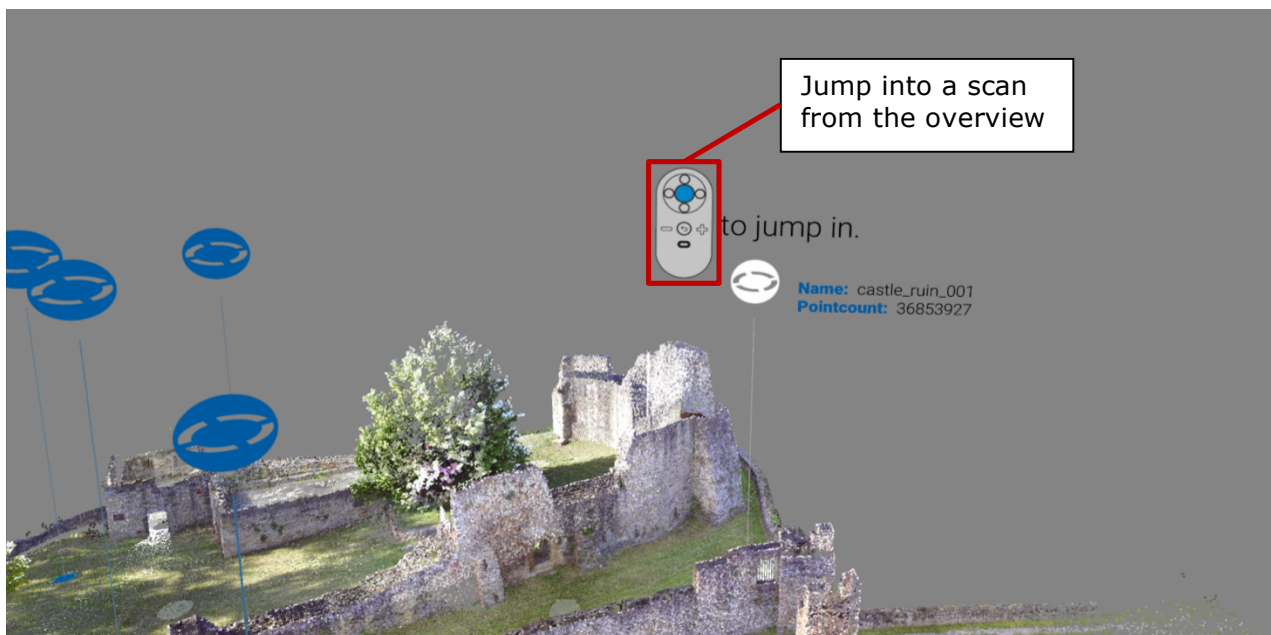 Jump into a scan
from the overview
to jump in.
Name: castle_ruin_001
Pointcount: 36853927